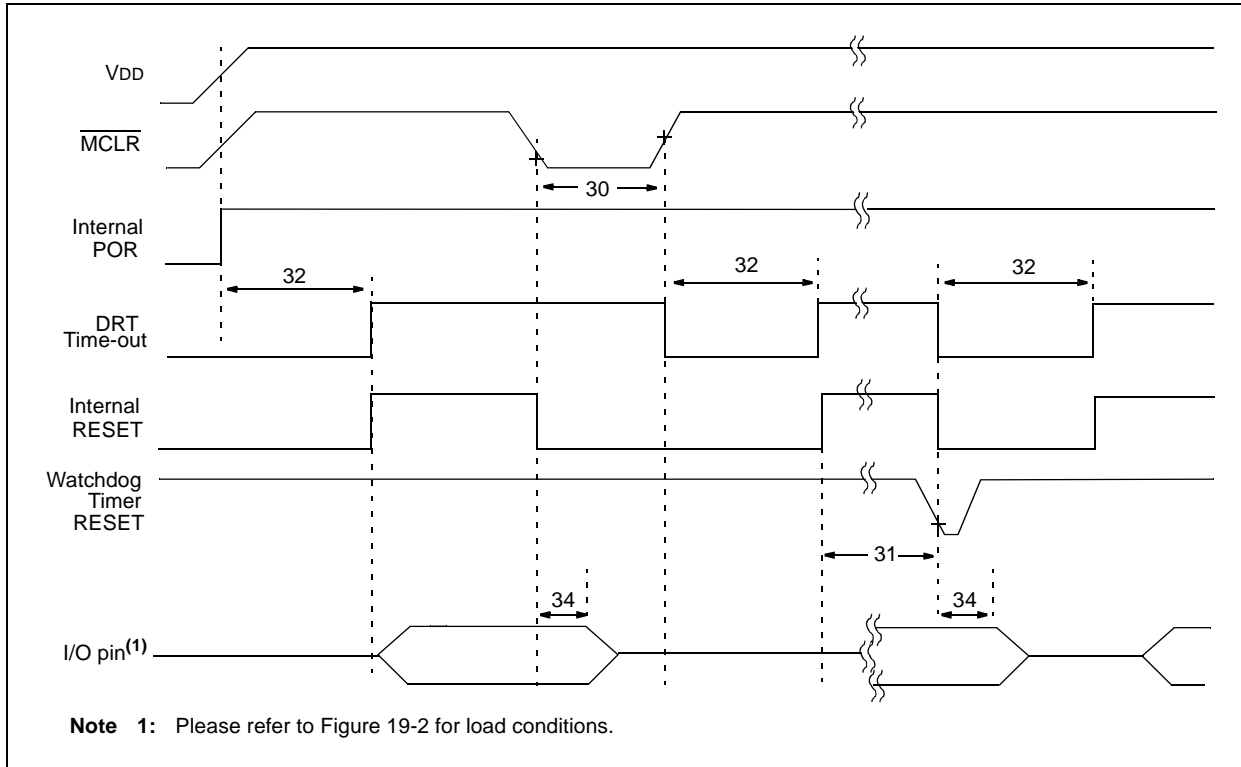 VDD
MCLR
30
Internal
POR
32
32
32
DRT
Time-out
Internal
RESET
Watchdog
Timer
RESET
31
34
34
I/O pin(1)
Note 1: Please refer to Figure 19-2 for load conditions.